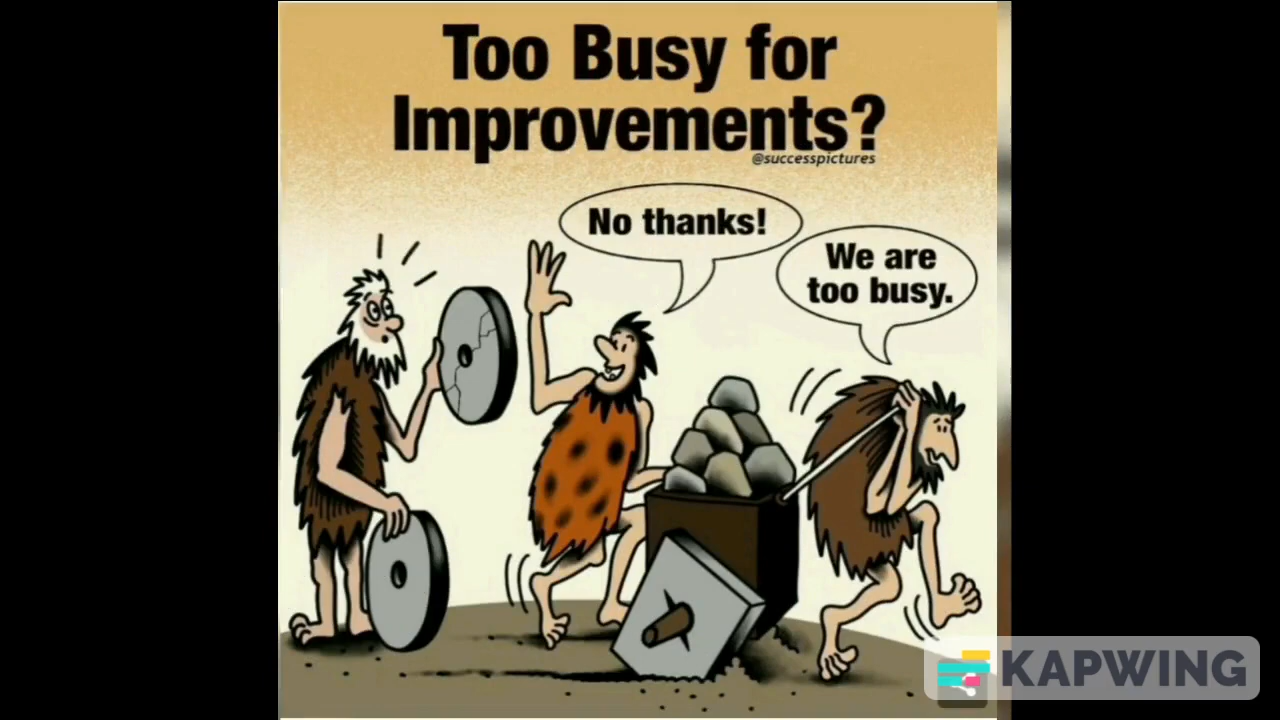 Too Busy for
Improvements?
@successpictures
No thanks!
We are
too busy.
KAPWING